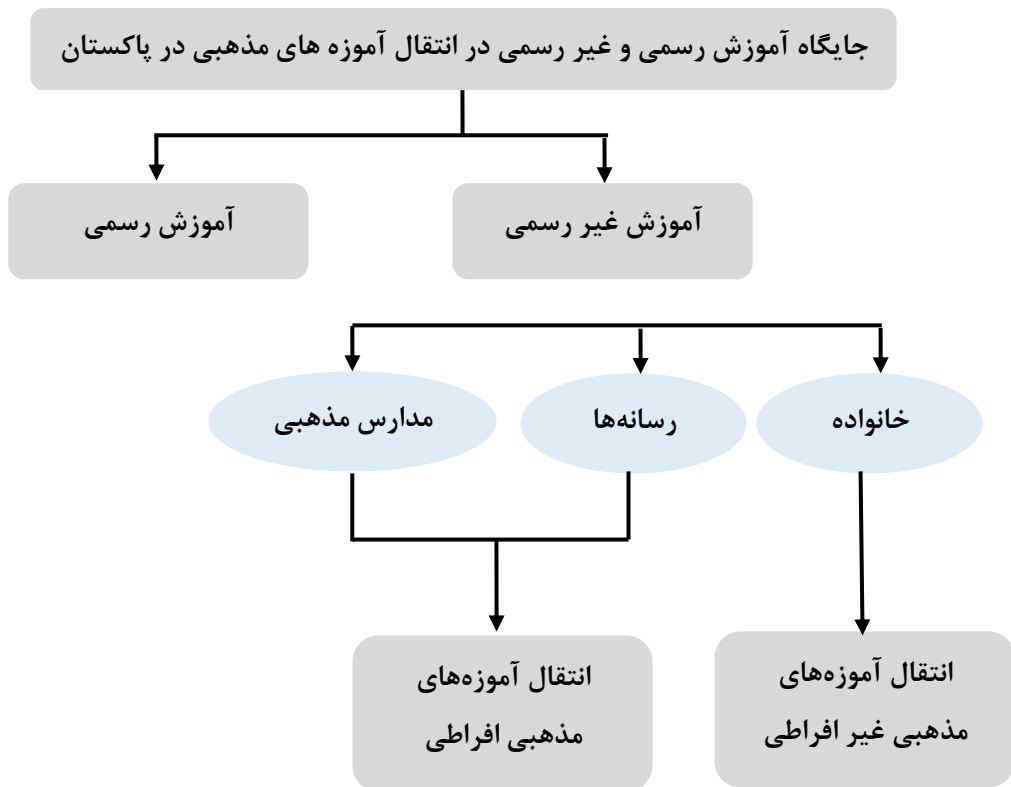 جایگاه آموزش رسمی و غیر رسمی در انتقال آموزه های مذهبی در پاکستان
آموزش غیر رسمی
آموزش رسمی
خانواده
رسانه‌ها
مدارس مذهبی
انتقال آموزه‌های
مذهبی غیر افراطی
انتقال آموزه‌های
مذهبی افراطی